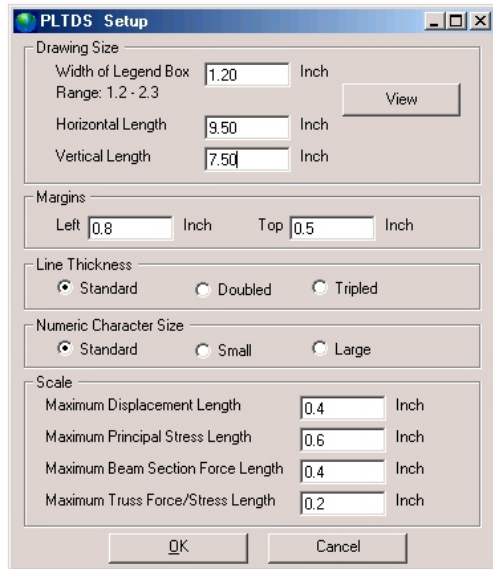 PLTDS Setup
Drawing Size
Width of Legend Box 1.20 Inch
Range: 1.2 - 2.3
View
Horizontal Length 9.50 Inch
Vertical Length 7.50 Inch
Margins
Left 0.8 Inch Top 0.5 Inch
Line Thickness
Standard Doubled Tripled
Numeric Character Size
Standard Small Large
Scale
Maximum Displacement Length 0.4 Inch
Maximum Principal Stress Length 0.6 Inch
Maximum Beam Section Force Length 0.4 Inch
Maximum Truss Force/Stress Length 0.2 Inch
OK Cancel